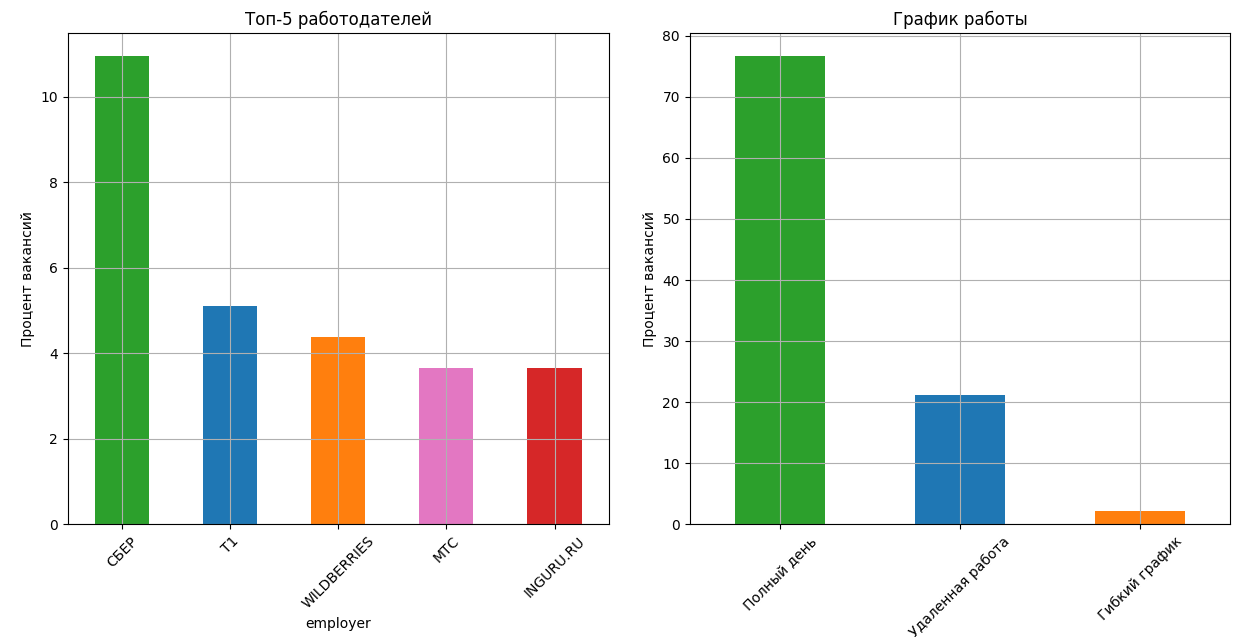 Топ-5 работодателей
Процент вакансий
10
8
6
4
2
0
СБЕР
Т1
WILDBERRIES
МТС
INGURU.RU
employer
График работы
Процент вакансий
80
70
60
50
40
30
20
10
0
Полный день
Удаленная работа
Гибкий график